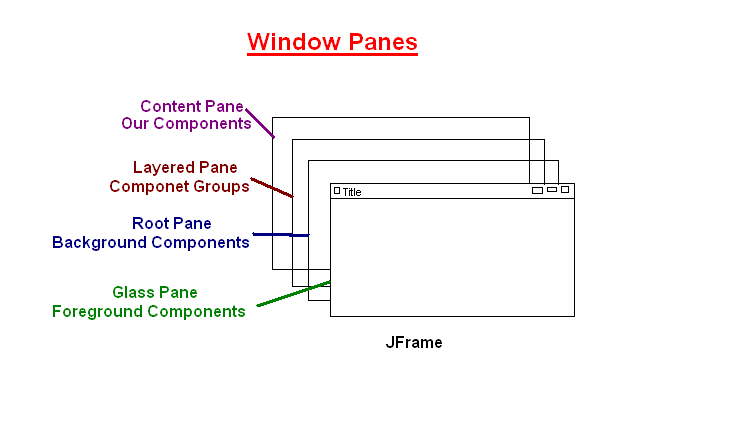 Window Panes
Content Pane
Our Components
Layered Pane
Componet Groups
Root Pane
Background Components
Glass Pane
Foreground Components
Title
JFrame